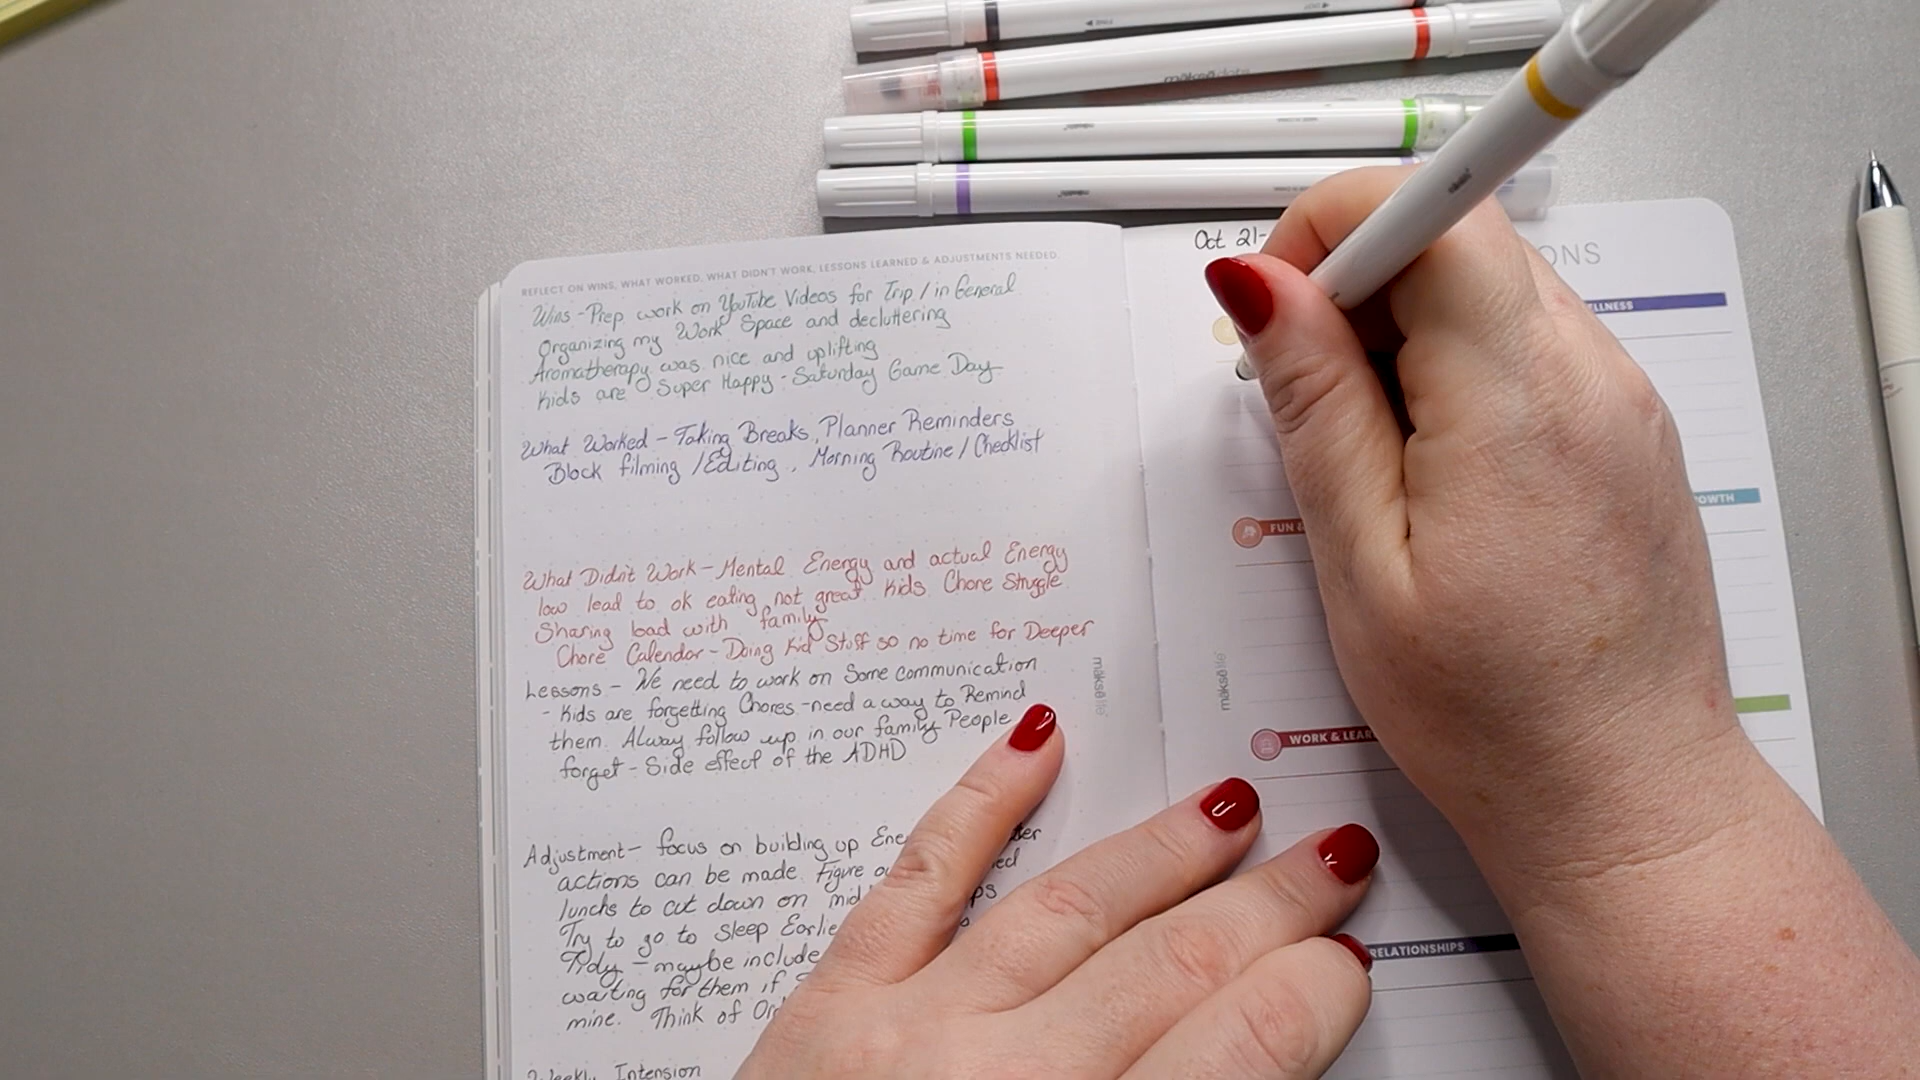 REFLECT ON WINS, WHAT WORKED, WHAT DIDN'T WORK, LESSONS LEARNED & ADJUSTMENTS NEEDED
Wins - Prep work on YouTube Videos for Trip / in General
Organizing my Work Space and decluttering
Aromatherapy was nice and uplifting
Kids are Super Happy - Saturday Game Day
What Worked - Taking Breaks, Planner Reminders
Block filming / Editing, Morning Routine / Checklist
What Didn't Work - Mental Energy and actual Energy
low lead to ok eating not great. Kids Chore Struggle
Sharing load with family
Chore Calendar - Doing Kid Stuff so no time for Deeper
Lessons - We need to work on Some communication
- Kids are forgetting Chores - need a way to Remind
them. Alway follow up in our family People
forget - Side effect of the ADHD
Adjustment - focus on building up Ene
actions can be made. Figure
lunchs to cut down on mid
Try to go to Sleep Earlie
Tidy - maybe include
waiting for them if
mine. Think of
Weekly Intension
mäksē life
Oct 21-
ONS
LLNESS
OWTH
FUN &
mäksē life
WORK & LEAR
RELATIONSHIPS